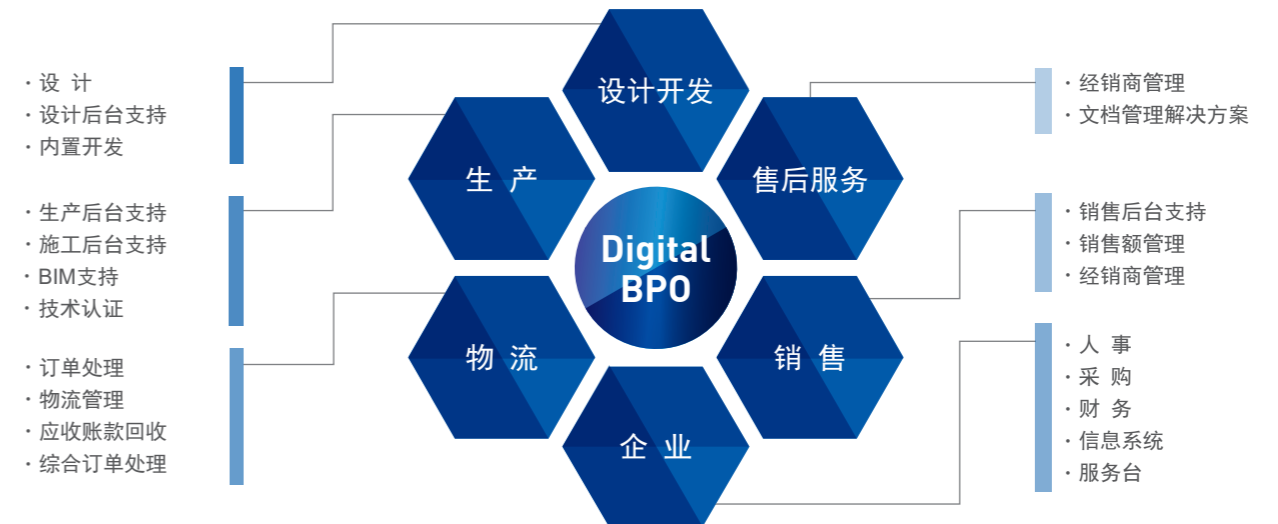 · 设 计
· 设计后台支持
· 内置开发
· 生产后台支持
· 施工后台支持
· BIM支持
· 技术认证
· 订单处理
· 物流管理
· 应收账款回收
· 综合订单处理
设计开发
生 产
售后服务
Digital
BPO
物 流
销 售
企 业
· 经销商管理
· 文档管理解决方案
· 销售后台支持
· 销售额管理
· 经销商管理
· 人 事
· 采 购
· 财 务
· 信息系统
· 服务台